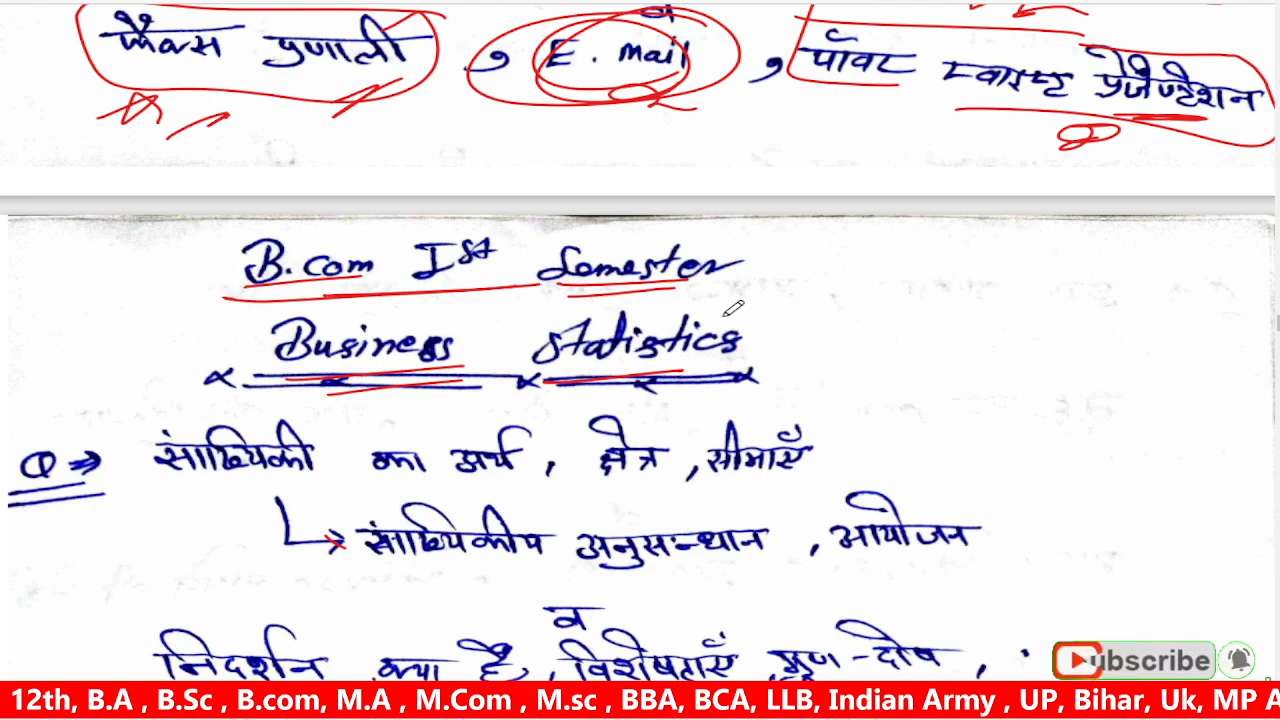 फैक्स प्रणाली , E. mail , पॉवर प्वाइन्ट प्रेजेण्टेशन
B.com Ist Semester
Business Statistics
Q ⇒ सांख्यिकी का अर्थ , क्षेत्र , सीमाएँ
↳ सांख्यिकीय अनुसन्धान , आयोजन
व
निदर्शन क्या है , विशेषताएँ , गुण-दोष ,
Subscribe
12th, B.A , B.Sc , B.com, M.A , M.Com , M.sc , BBA, BCA, LLB, Indian Army , UP, Bihar, Uk, MP A